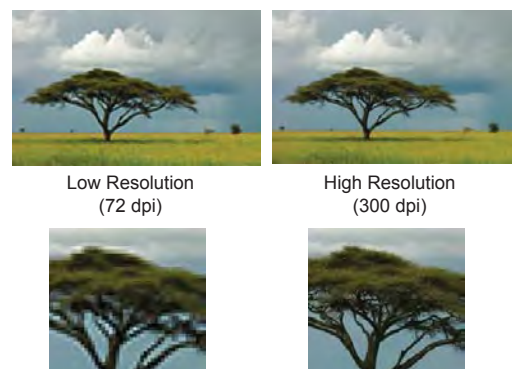 Low Resolution
(72 dpi)
High Resolution
(300 dpi)